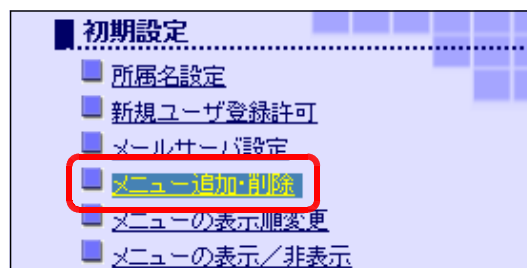 初期設定
所属名設定
新規ユーザ登録許可
メールサーバ設定
メニュー追加・削除
メニューの表示順変更
メニューの表示／非表示